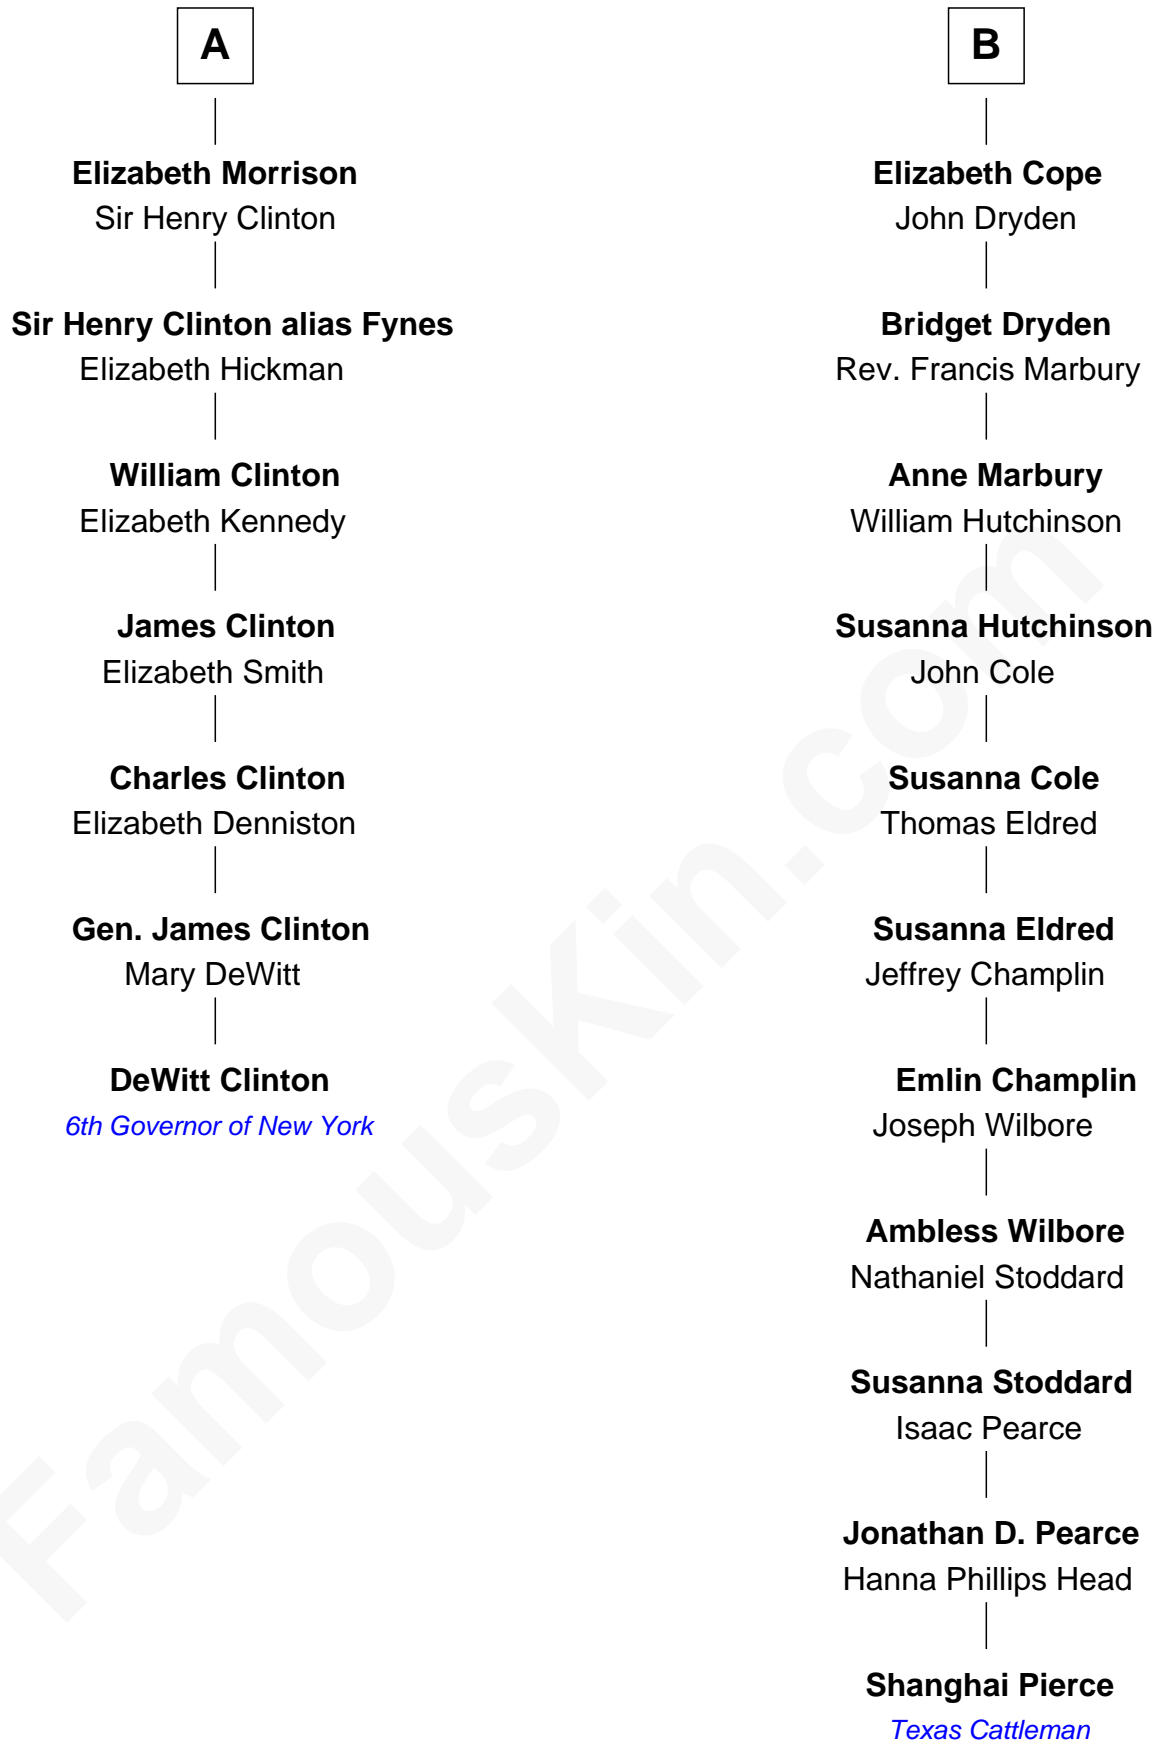 A
Elizabeth Morrison
Sir Henry Clinton
Sir Henry Clinton alias Fynes
Elizabeth Hickman
William Clinton
Elizabeth Kennedy
James Clinton
Elizabeth Smith
Charles Clinton
Elizabeth Denniston
Gen. James Clinton
Mary DeWitt
DeWitt Clinton
6th Governor of New York
B
Elizabeth Cope
John Dryden
Bridget Dryden
Rev. Francis Marbury
Anne Marbury
William Hutchinson
Susanna Hutchinson
John Cole
Susanna Cole
Thomas Eldred
Susanna Eldred
Jeffrey Champlin
Emlin Champlin
Joseph Wilbore
Ambless Wilbore
Nathaniel Stoddard
Susanna Stoddard
Isaac Pearce
Jonathan D. Pearce
Hanna Phillips Head
Shanghai Pierce
Texas Cattleman
FamousKin.com